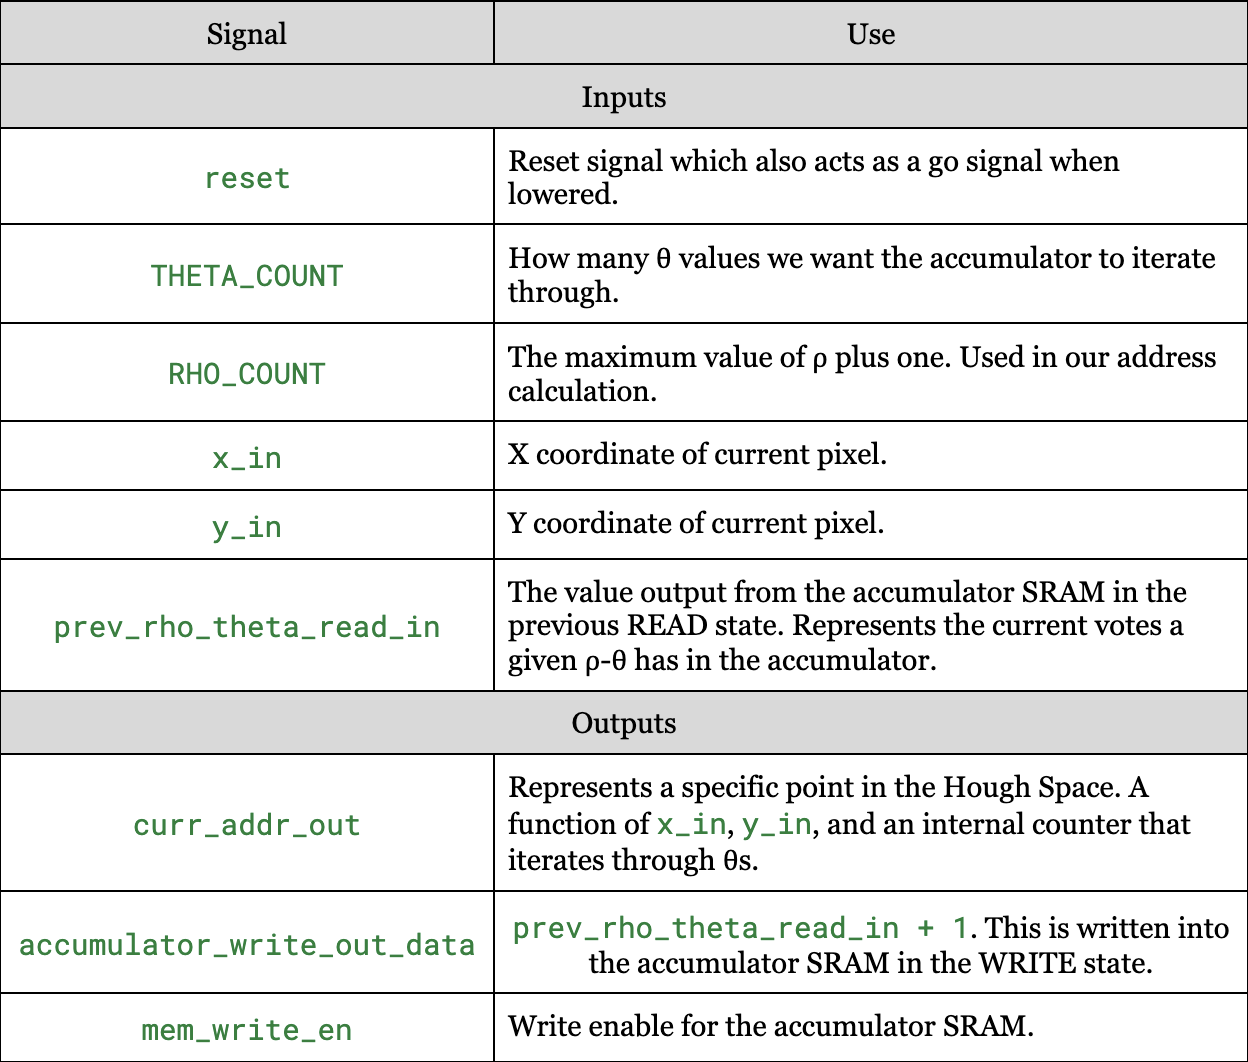 Signal
Use
Inputs
reset
Reset signal which also acts as a go signal when
lowered.
THETA_COUNT
How many θ values we want the accumulator to iterate
through.
RHO_COUNT
The maximum value of ρ plus one. Used in our address
calculation.
x_in
X coordinate of current pixel.
y_in
Y coordinate of current pixel.
prev_rho_theta_read_in
The value output from the accumulator SRAM in the
previous READ state. Represents the current votes a
given ρ-θ has in the accumulator.
Outputs
curr_addr_out
Represents a specific point in the Hough Space. A
function of x_in, y_in, and an internal counter that
iterates through θs.
accumulator_write_out_data
prev_rho_theta_read_in + 1. This is written into
the accumulator SRAM in the WRITE state.
mem_write_en
Write enable for the accumulator SRAM.